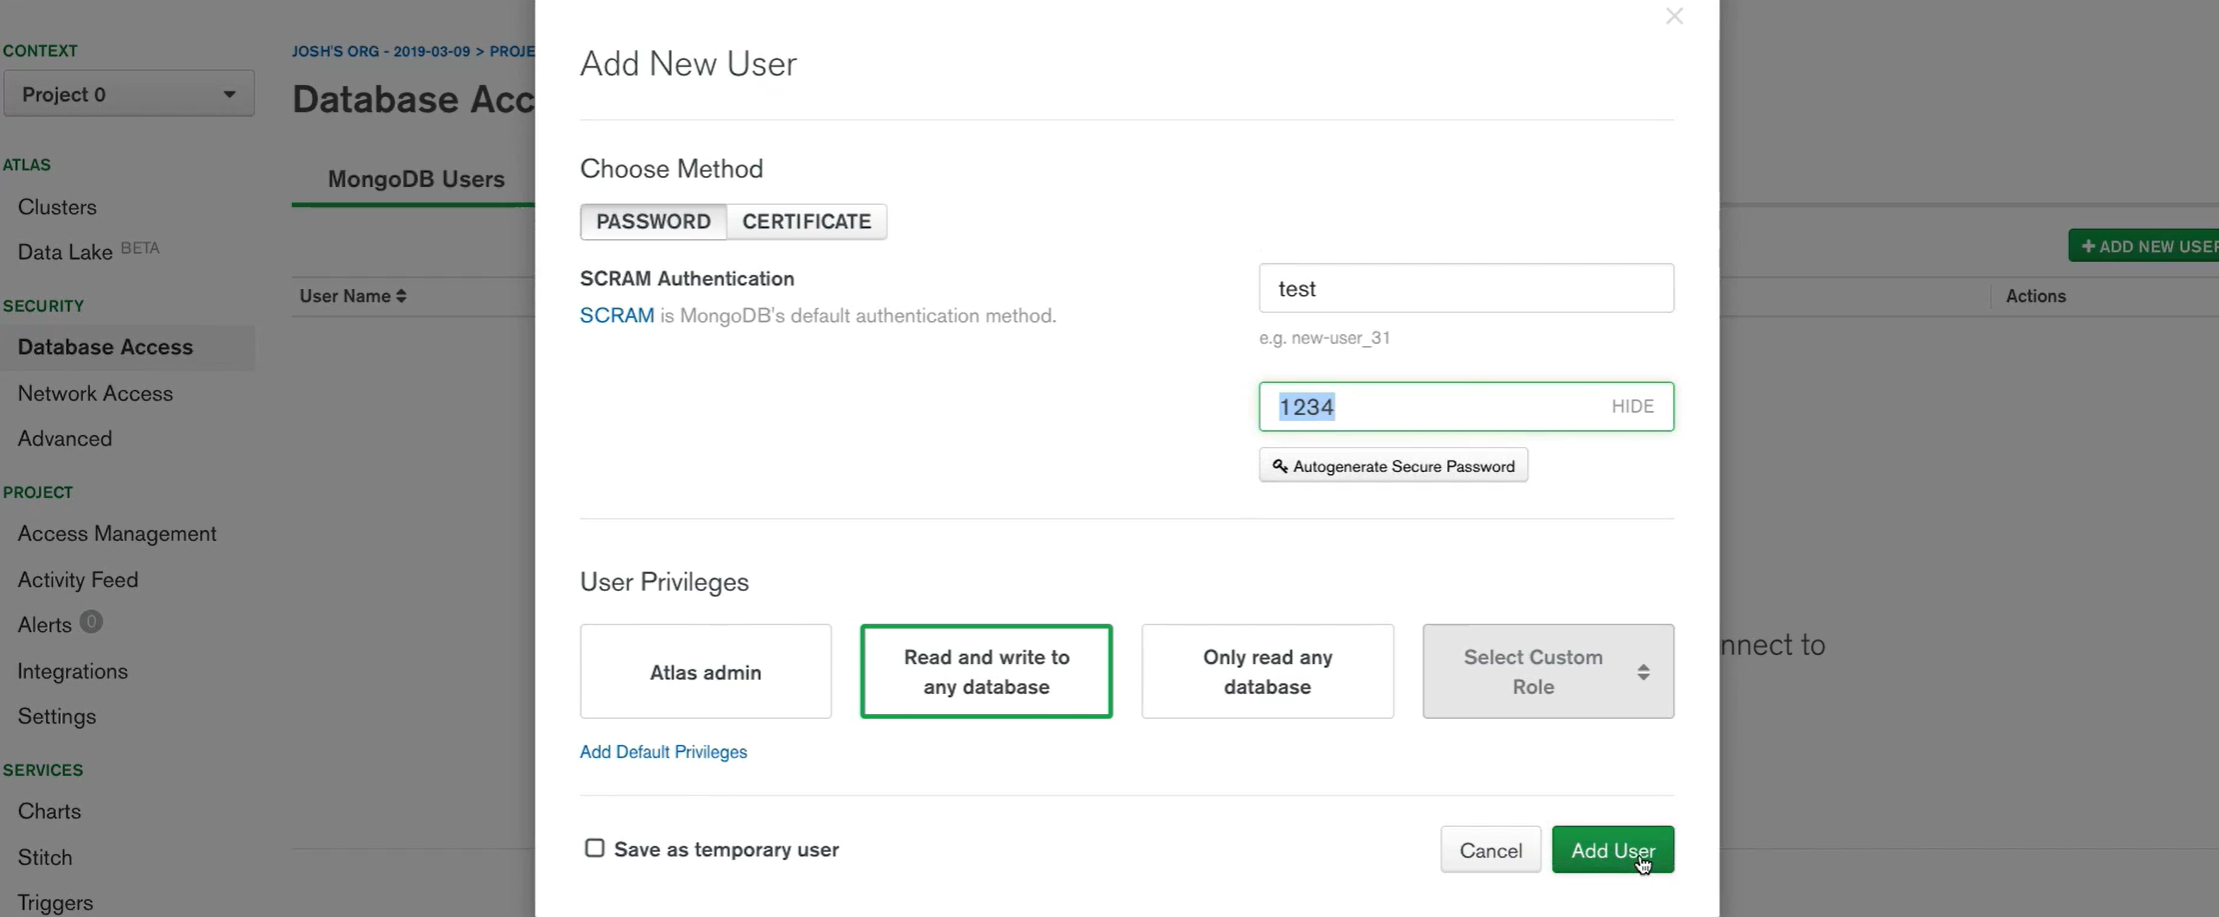 CONTEXT
Project 0
ATLAS
Clusters
Data Lake BETA
SECURITY
Database Access
Network Access
Advanced
PROJECT
Access Management
Activity Feed
Alerts 0
Integrations
Settings
SERVICES
Charts
Stitch
Triggers
JOSH'S ORG - 2019-03-09 > PROJE
Database Acc
MongoDB Users
User Name
Add New User
Choose Method
PASSWORD CERTIFICATE
SCRAM Authentication
SCRAM is MongoDB's default authentication method.
test
e.g. new-user_31
1234 HIDE
Autogenerate Secure Password
User Privileges
Atlas admin
Read and write to
any database
Only read any
database
Select Custom
Role
Add Default Privileges
Save as temporary user
Cancel
Add User
+ ADD NEW USER
Actions
nnect to